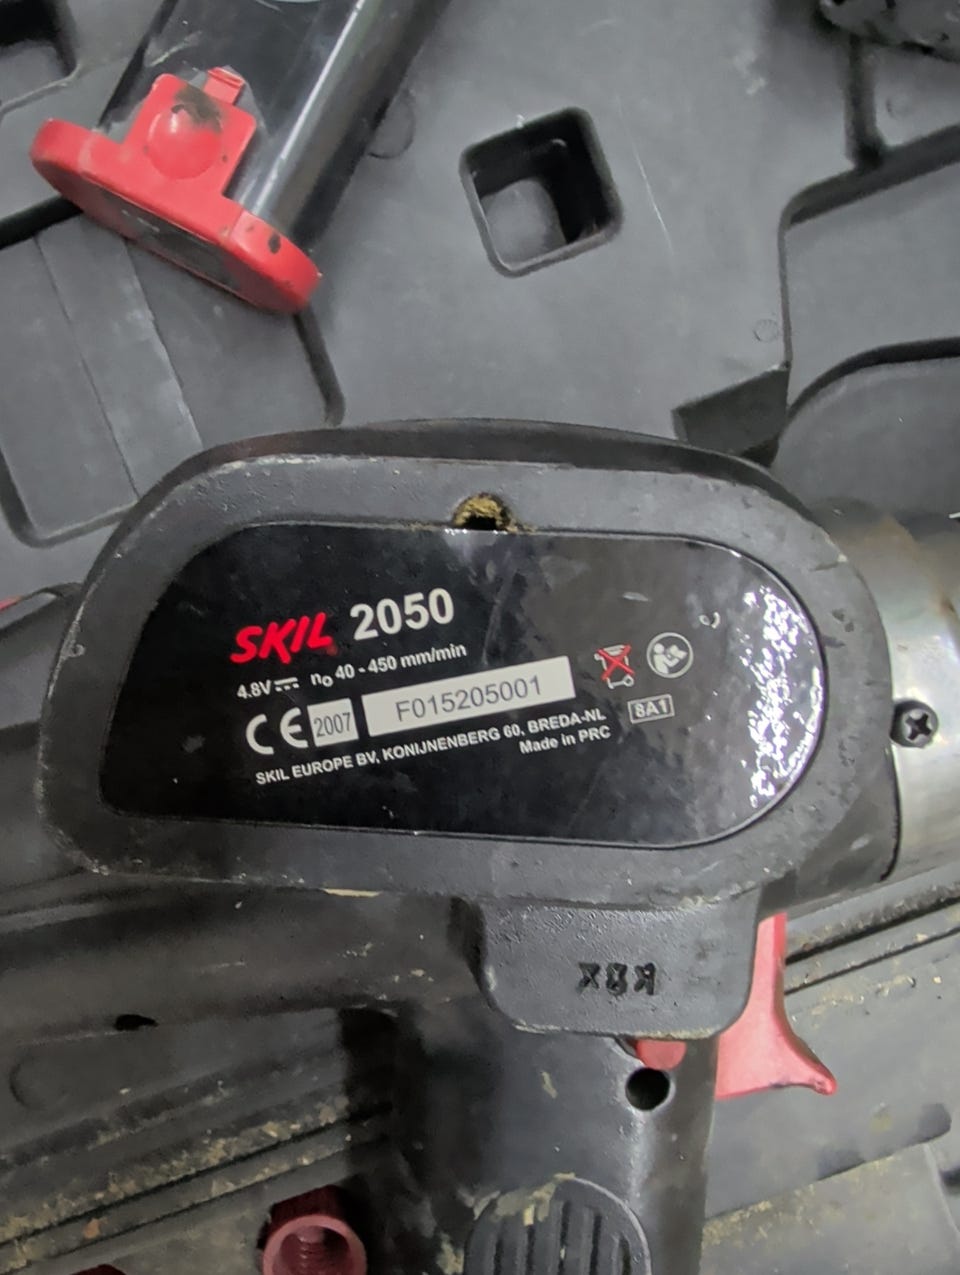 SKIL 2050
4.8V n0 40 - 450 mm/min
CE 2007 F015205001
SKIL EUROPE BV, KONIJNENBERG 60, BREDA-NL 8A1
Made in PRC